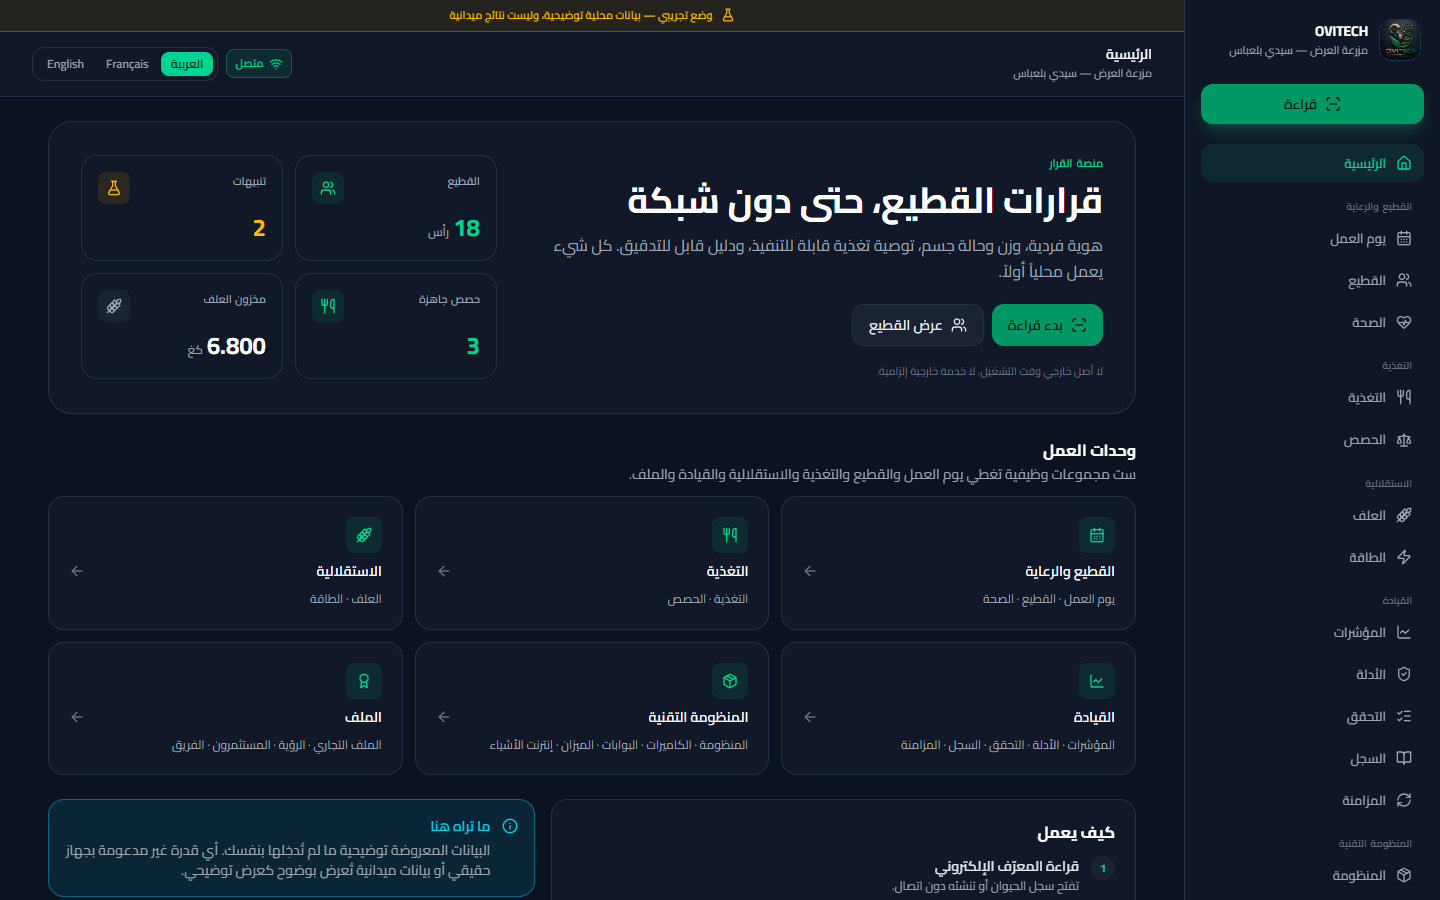 وضع تجريبي — بيانات محلية توضيحية، وليست نتائج ميدانية
OVITECH
مزرعة العرض — سيدي بلعباس
قراءة
الرئيسية
القطيع والرعاية
يوم العمل
القطيع
الصحة
التغذية
التغذية
الحصص
الاستقلالية
العلف
الطاقة
القيادة
المؤشرات
الأدلة
التحقق
السجل
المزامنة
المنظومة التقنية
المنظومة
الرئيسية
مزرعة العرض — سيدي بلعباس
متصل
العربية
Français
English
منصة القرار
قرارات القطيع، حتى دون شبكة
هوية فردية، وزن وحالة جسم، توصية تغذية قابلة للتنفيذ، ودليل قابل للتدقيق. كل شيء
يعمل محلياً أولاً.
بدء قراءة
عرض القطيع
لا أصل خارجي وقت التشغيل. لا خدمة خارجية إلزامية.
القطيع
18 رأس
تنبيهات
2
حصص جاهزة
3
مخزون العلف
6.800 كغ
وحدات العمل
ست مجموعات وظيفية تغطي يوم العمل والقطيع والتغذية والاستقلالية والقيادة والملف.
القطيع والرعاية
يوم العمل · القطيع · الصحة
التغذية
التغذية · الحصص
الاستقلالية
العلف · الطاقة
القيادة
المؤشرات · الأدلة · التحقق · السجل · المزامنة
المنظومة التقنية
المنظومة · الكاميرات · البوابات · الميزان · إنترنت الأشياء
الملف
الملف التجاري · الرؤية · المستثمرون · الفريق
كيف يعمل
1
قراءة المعرّف الإلكتروني
تفتح سجل الحيوان أو تنشئه دون اتصال.
ما تراه هنا
البيانات المعروضة توضيحية ما لم تُدخِلها بنفسك. أي قدرة غير مدعومة بجهاز
حقيقي أو بيانات ميدانية تُعرض بوضوح كعرض توضيحي.